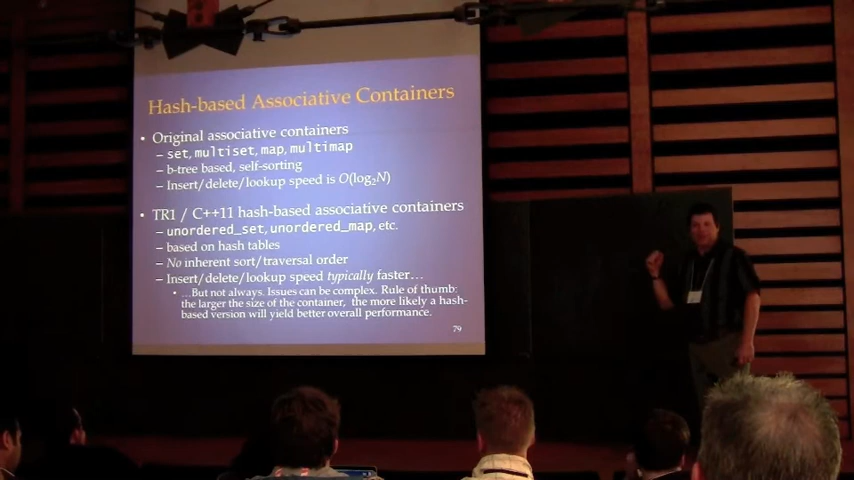 Hash-based Associative Containers
• Original associative containers
– set, multiset, map, multimap
– b-tree based, self-sorting
– Insert/delete/lookup speed is O(log₂N)
• TR1 / C++11 hash-based associative containers
– unordered_set, unordered_map, etc.
– based on hash tables
– No inherent sort/traversal order
– Insert/delete/lookup speed typically faster…
• …But not always. Issues can be complex. Rule of thumb:
the larger the size of the container, the more likely a hash-
based version will yield better overall performance.
79